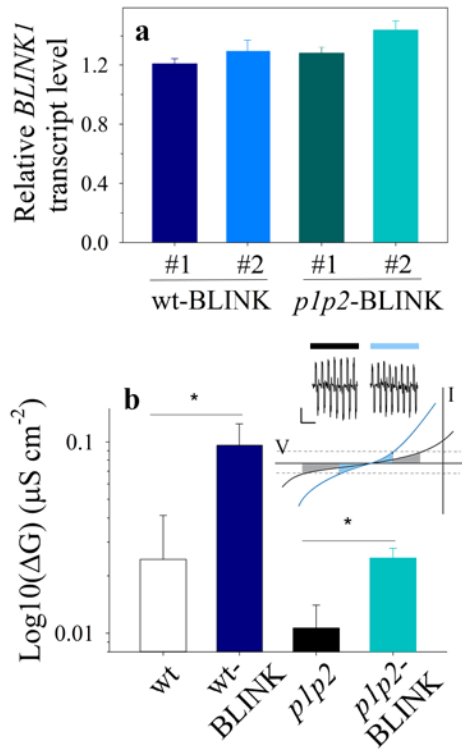 a
Relative BLINK1
transcript level
1.2
0.8
0.4
0.0
#1 #2 #1 #2
wt-BLINK p1p2-BLINK
b
I
V
*
*
Log10(ΔG) (μS cm⁻²)
0.1
0.01
wt
wt-
BLINK
p1p2
p1p2-
BLINK